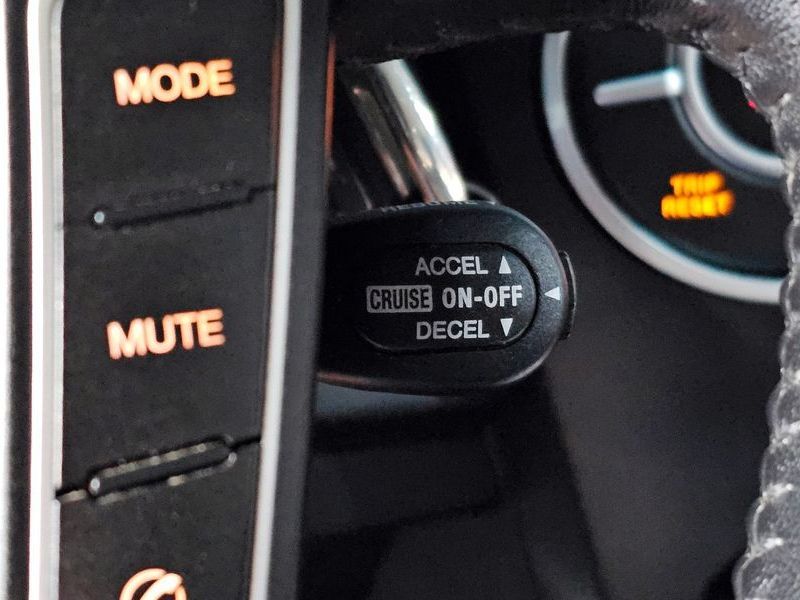 MODE
MUTE
ACCEL ▲
CRUISE ON-OFF ◄
DECEL ▼
TRIP
RESET